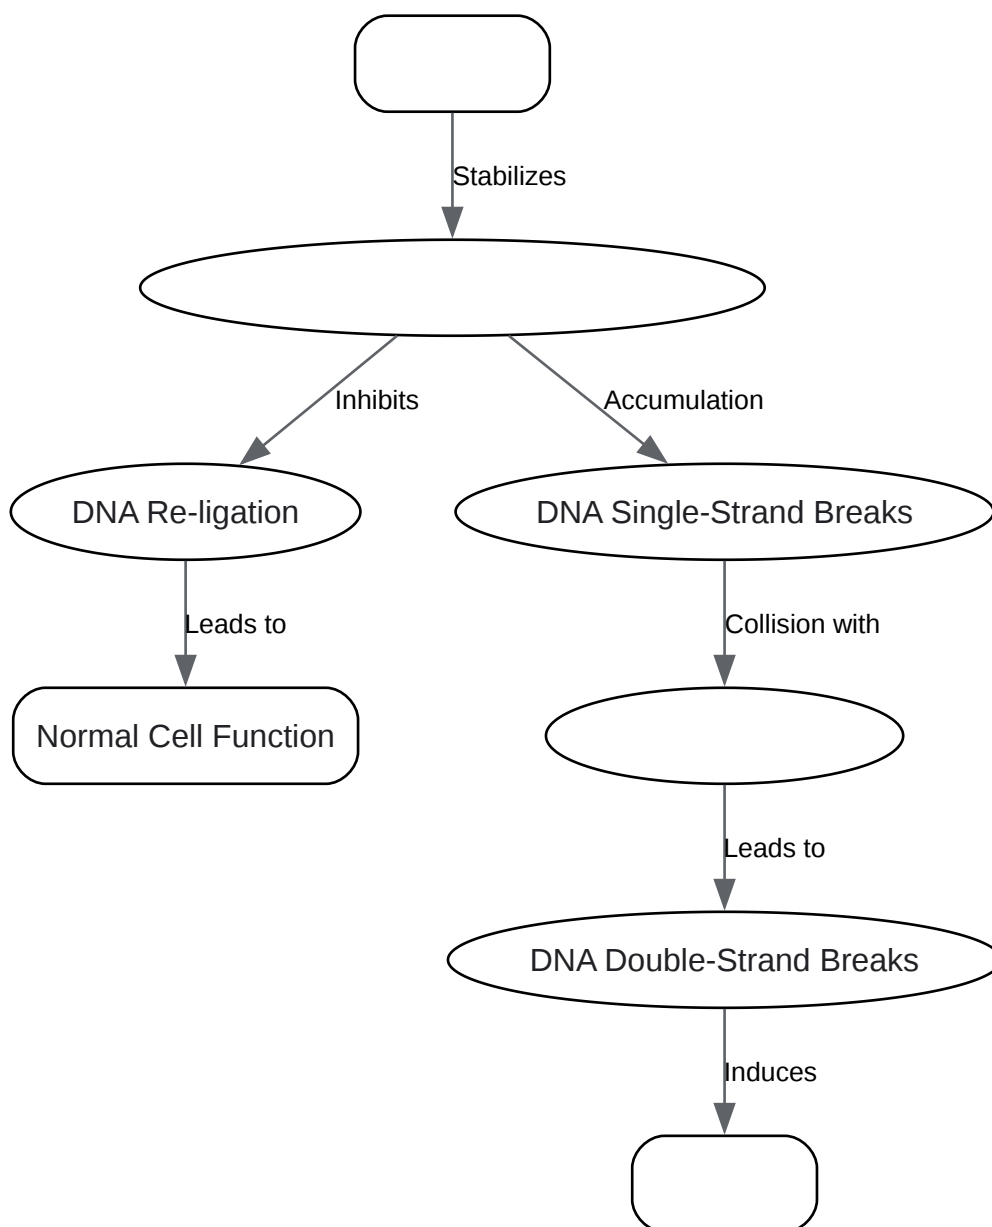 Stabilizes
Inhibits
Accumulation
DNA Re-ligation
DNA Single-Strand Breaks
Leads to
Collision with
Normal Cell Function
Leads to
DNA Double-Strand Breaks
Induces